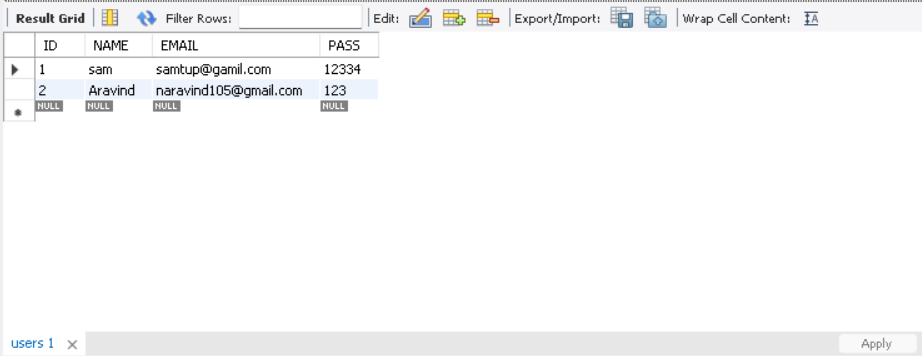 Result Grid Filter Rows: Edit: Export/Import: Wrap Cell Content: IA
ID NAME EMAIL PASS
1 sam samtup@gamil.com 12334
2 Aravind naravind105@gmail.com 123
NULL NULL NULL NULL
users 1 Apply